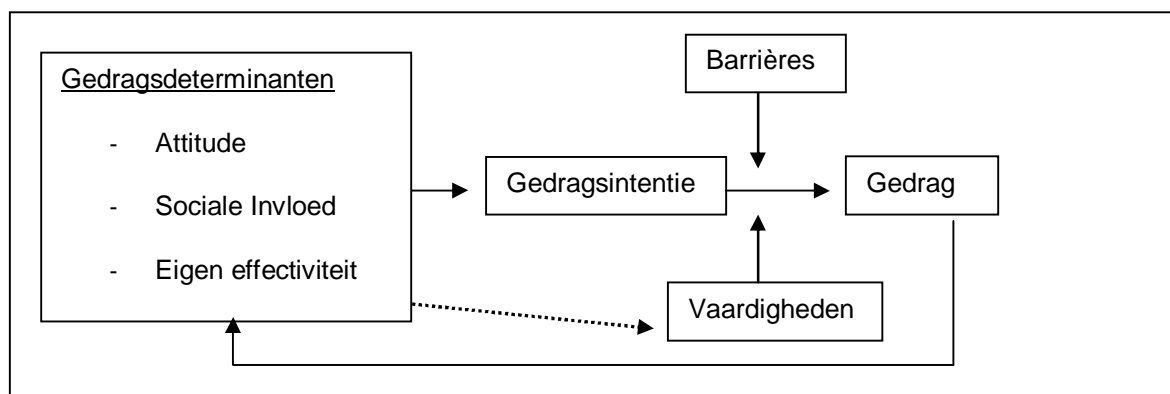 Gedragsdeterminanten
- Attitude
- Sociale Invloed
- Eigen effectiviteit
Barrières
Gedragsintentie
Gedrag
Vaardigheden